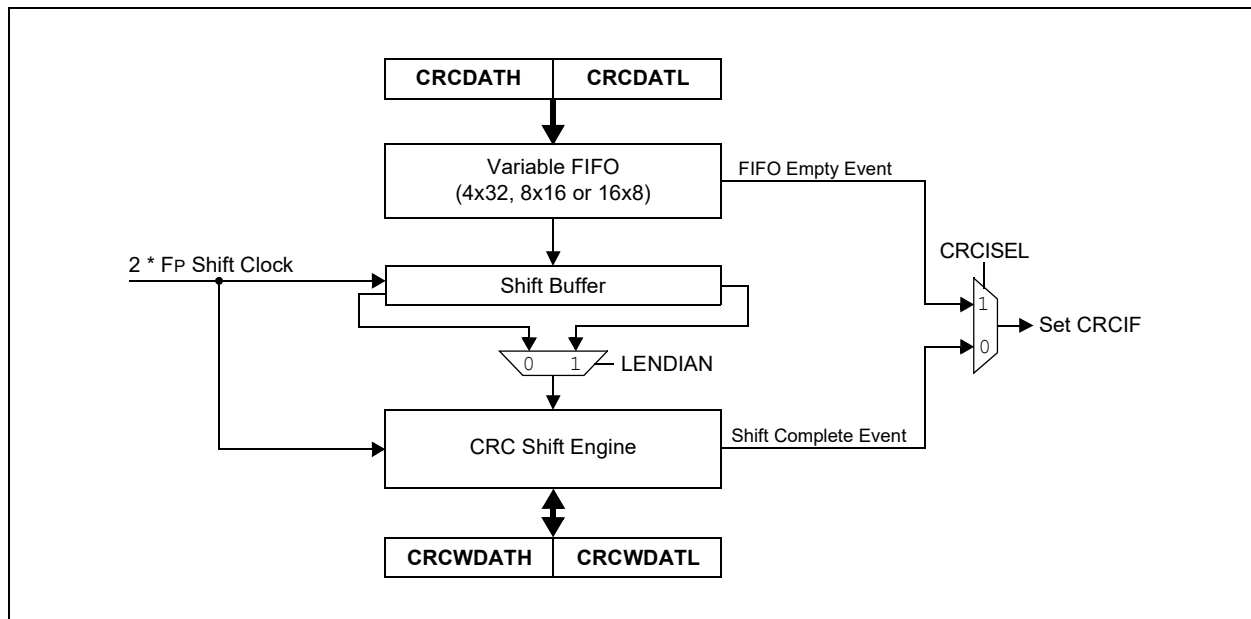 CRCDATH CRCDATL
Variable FIFO
(4x32, 8x16 or 16x8)
FIFO Empty Event
2 * FP Shift Clock
CRCISEL
Shift Buffer
1
Set CRCIF
0 1
LENDIAN
0
CRC Shift Engine
Shift Complete Event
CRCWDATH CRCWDATL